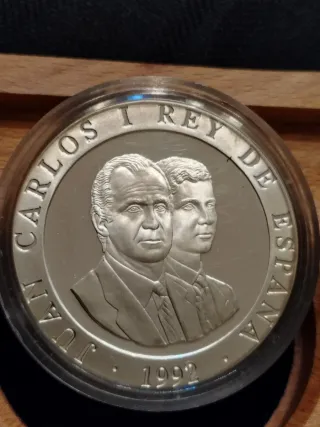 JUAN CARLOS I REY DE ESPAÑA
· 1992 ·